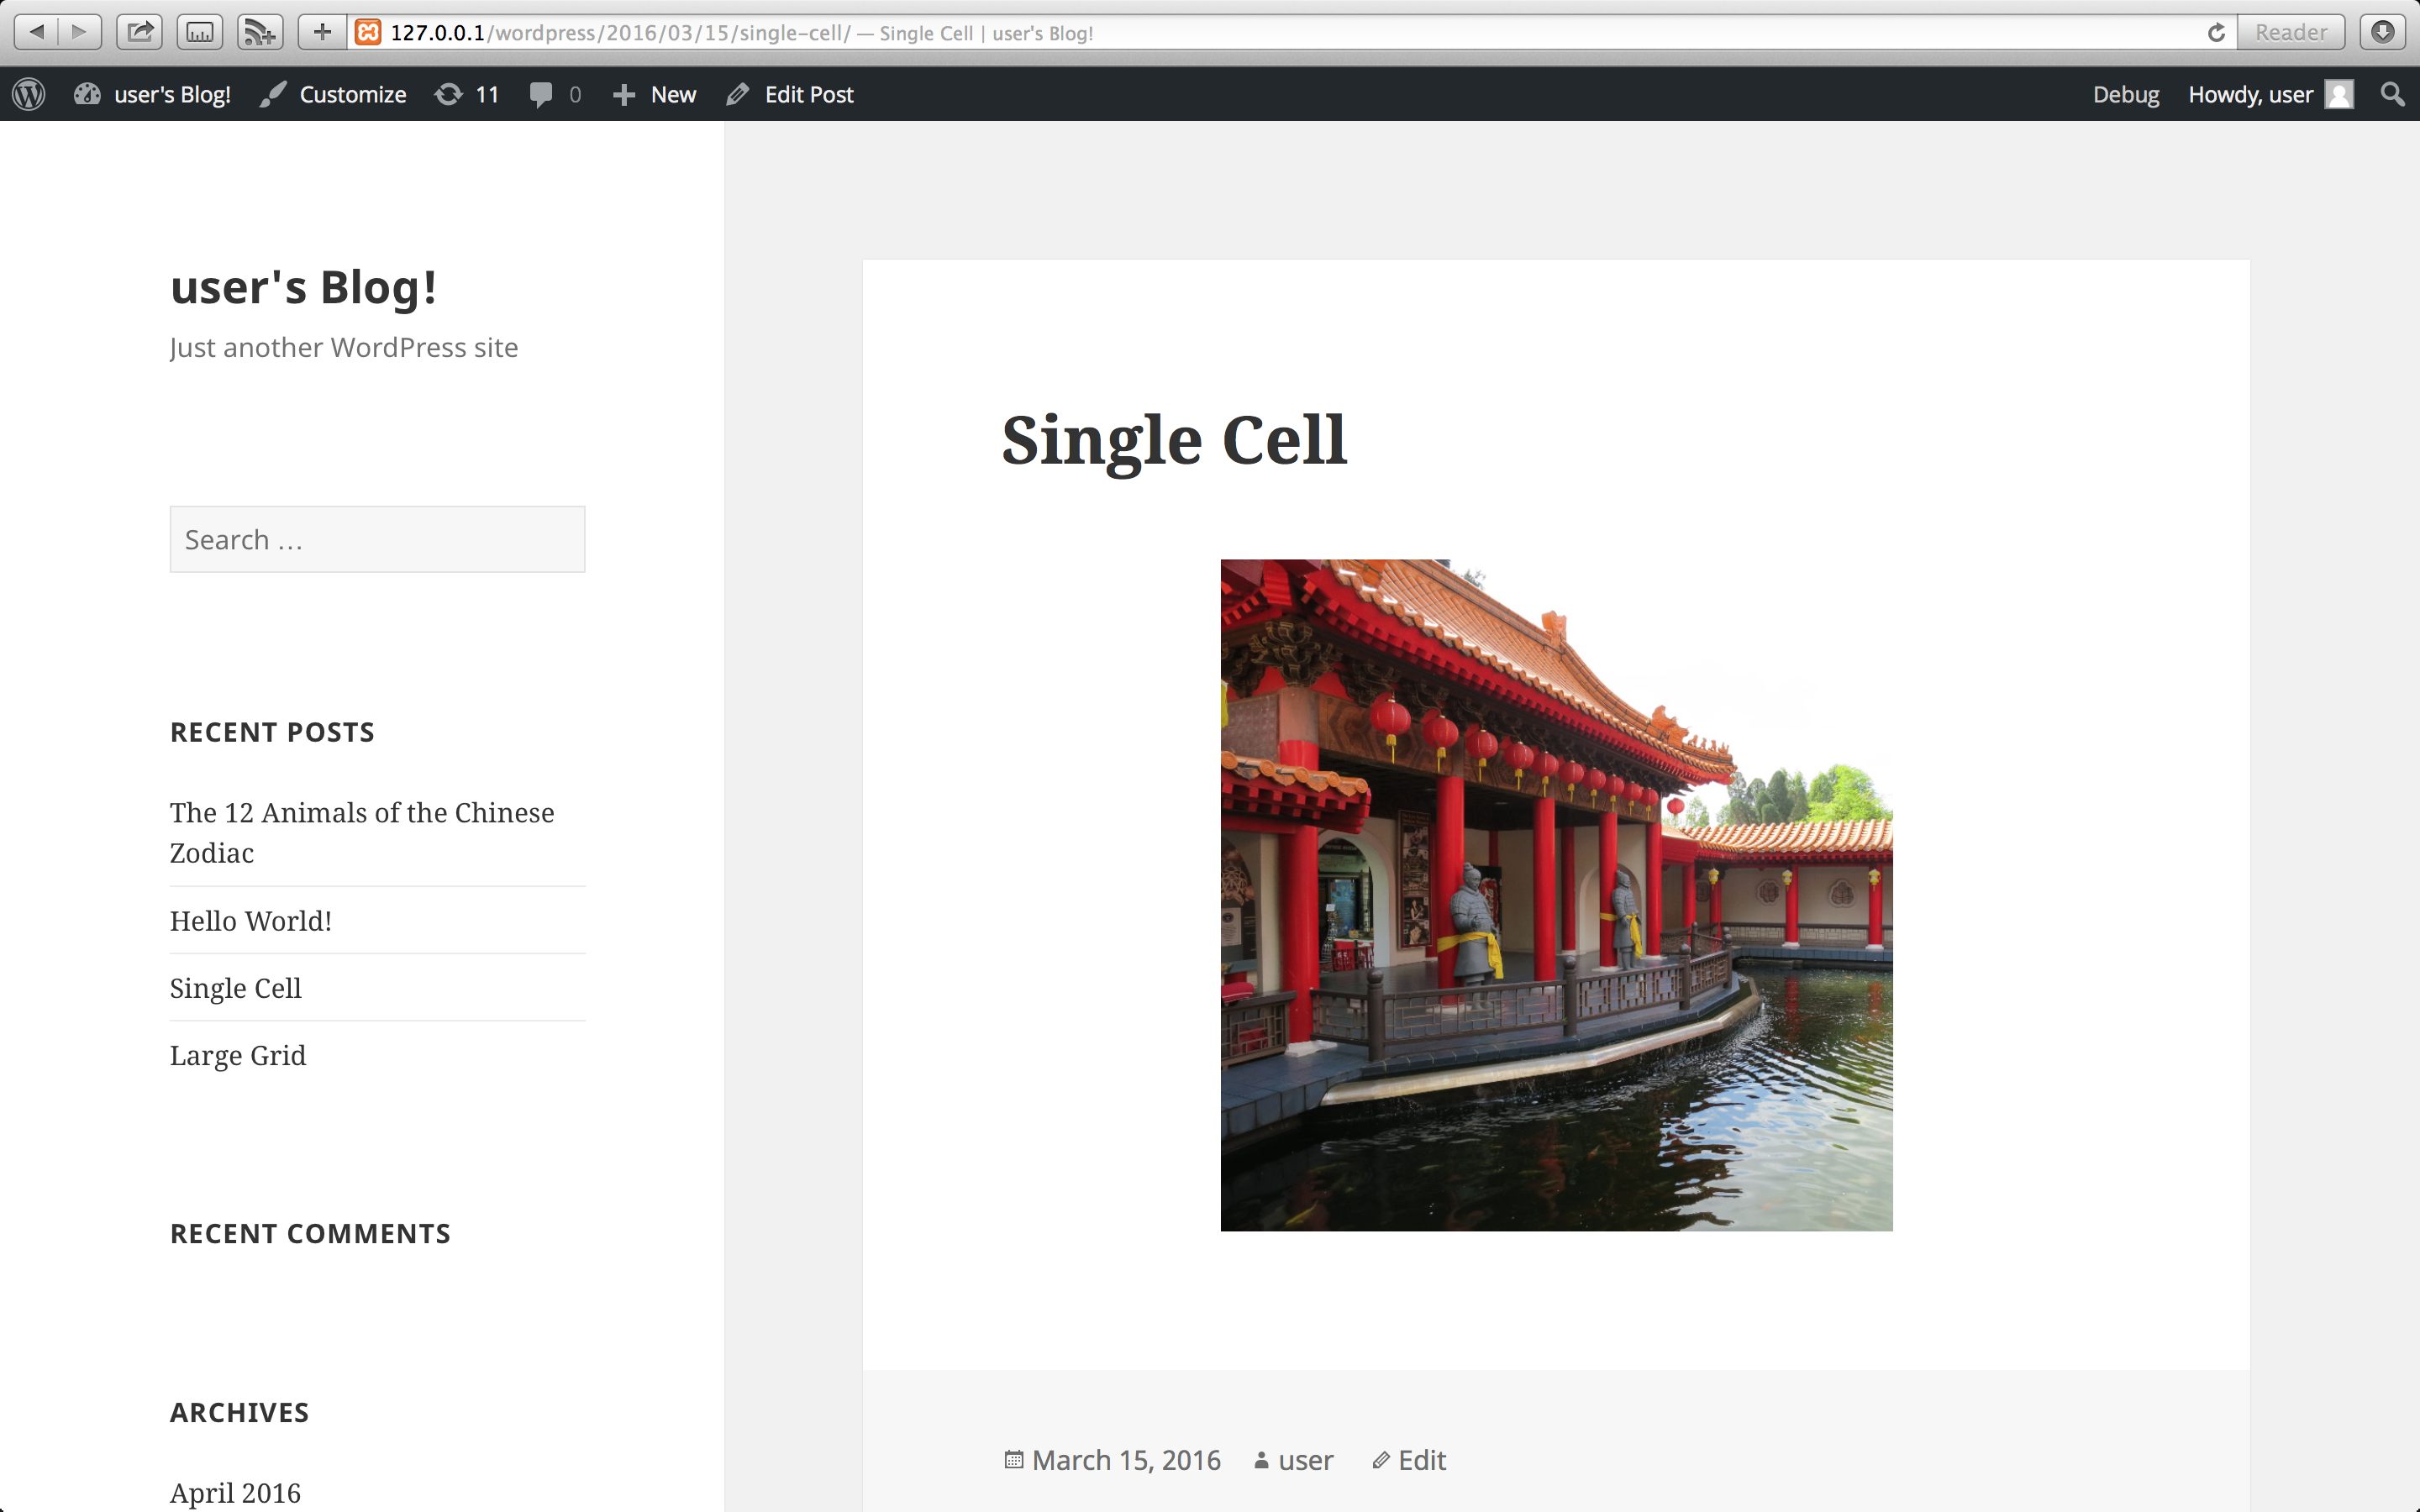 127.0.0.1/wordpress/2016/03/15/single-cell/ — Single Cell | user's Blog!
Reader
user's Blog!
Customize
11
0
New
Edit Post
Debug
Howdy, user
user's Blog!
Just another WordPress site
Search …
RECENT POSTS
The 12 Animals of the Chinese
Zodiac
Hello World!
Single Cell
Large Grid
RECENT COMMENTS
ARCHIVES
April 2016
Single Cell
March 15, 2016
user
Edit